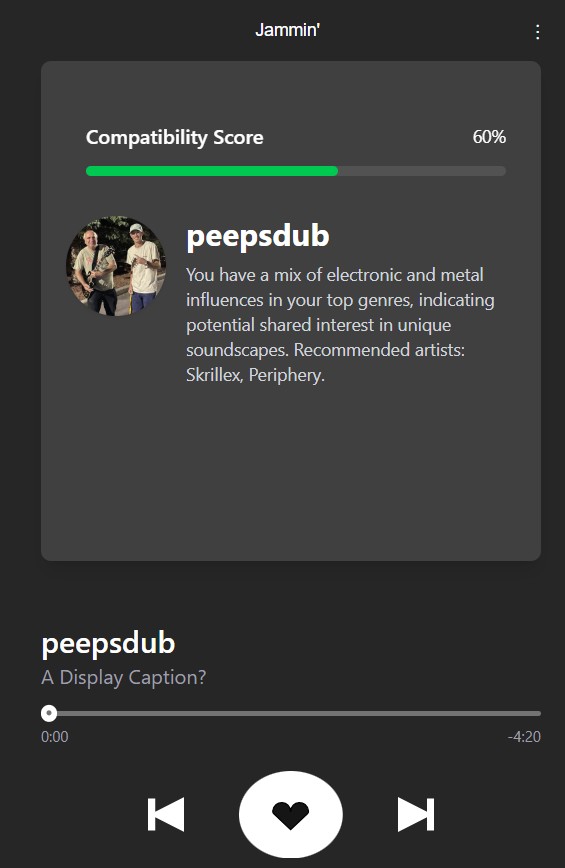 Jammin'
Compatibility Score 60%
peepsdub
You have a mix of electronic and metal
influences in your top genres, indicating
potential shared interest in unique
soundscapes. Recommended artists:
Skrillex, Periphery.
peepsdub
A Display Caption?
0:00 -4:20